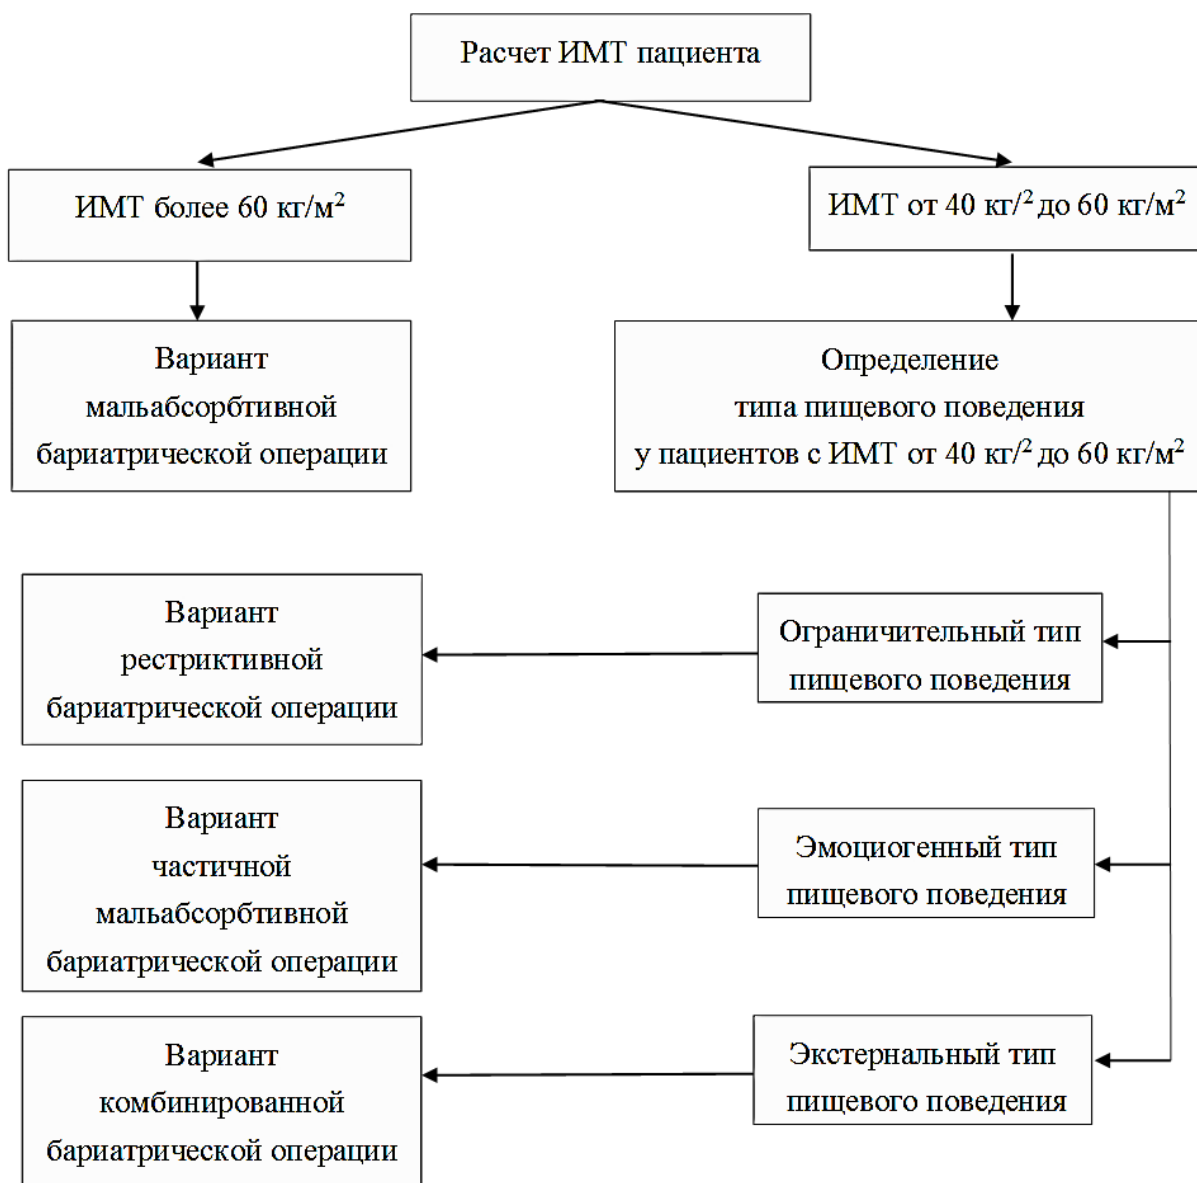 Расчет ИМТ пациента
ИМТ более 60 кг/м²
ИМТ от 40 кг/² до 60 кг/м²
Вариант
мальабсорбтивной
бариатрической операции
Определение
типа пищевого поведения
у пациентов с ИМТ от 40 кг/² до 60 кг/м²
Вариант
рестриктивной
бариатрической операции
Ограничительный тип
пищевого поведения
Вариант
частичной
мальабсорбтивной
бариатрической операции
Эмоциогенный тип
пищевого поведения
Вариант
комбинированной
бариатрической операции
Экстернальный тип
пищевого поведения